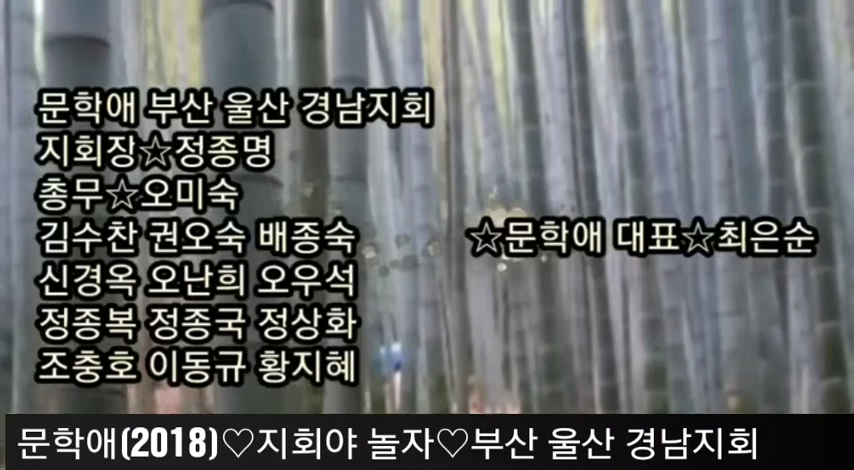 문학애 부산 울산 경남지회
지회장☆정종명
총무☆오미숙
김수찬 권오숙 배종숙
☆문학애 대표☆최은순
신경옥 오난희 오우석
정종복 정종국 정상화
조충호 이동규 황지혜
문학애(2018)♡지회야 놀자♡부산 울산 경남지회